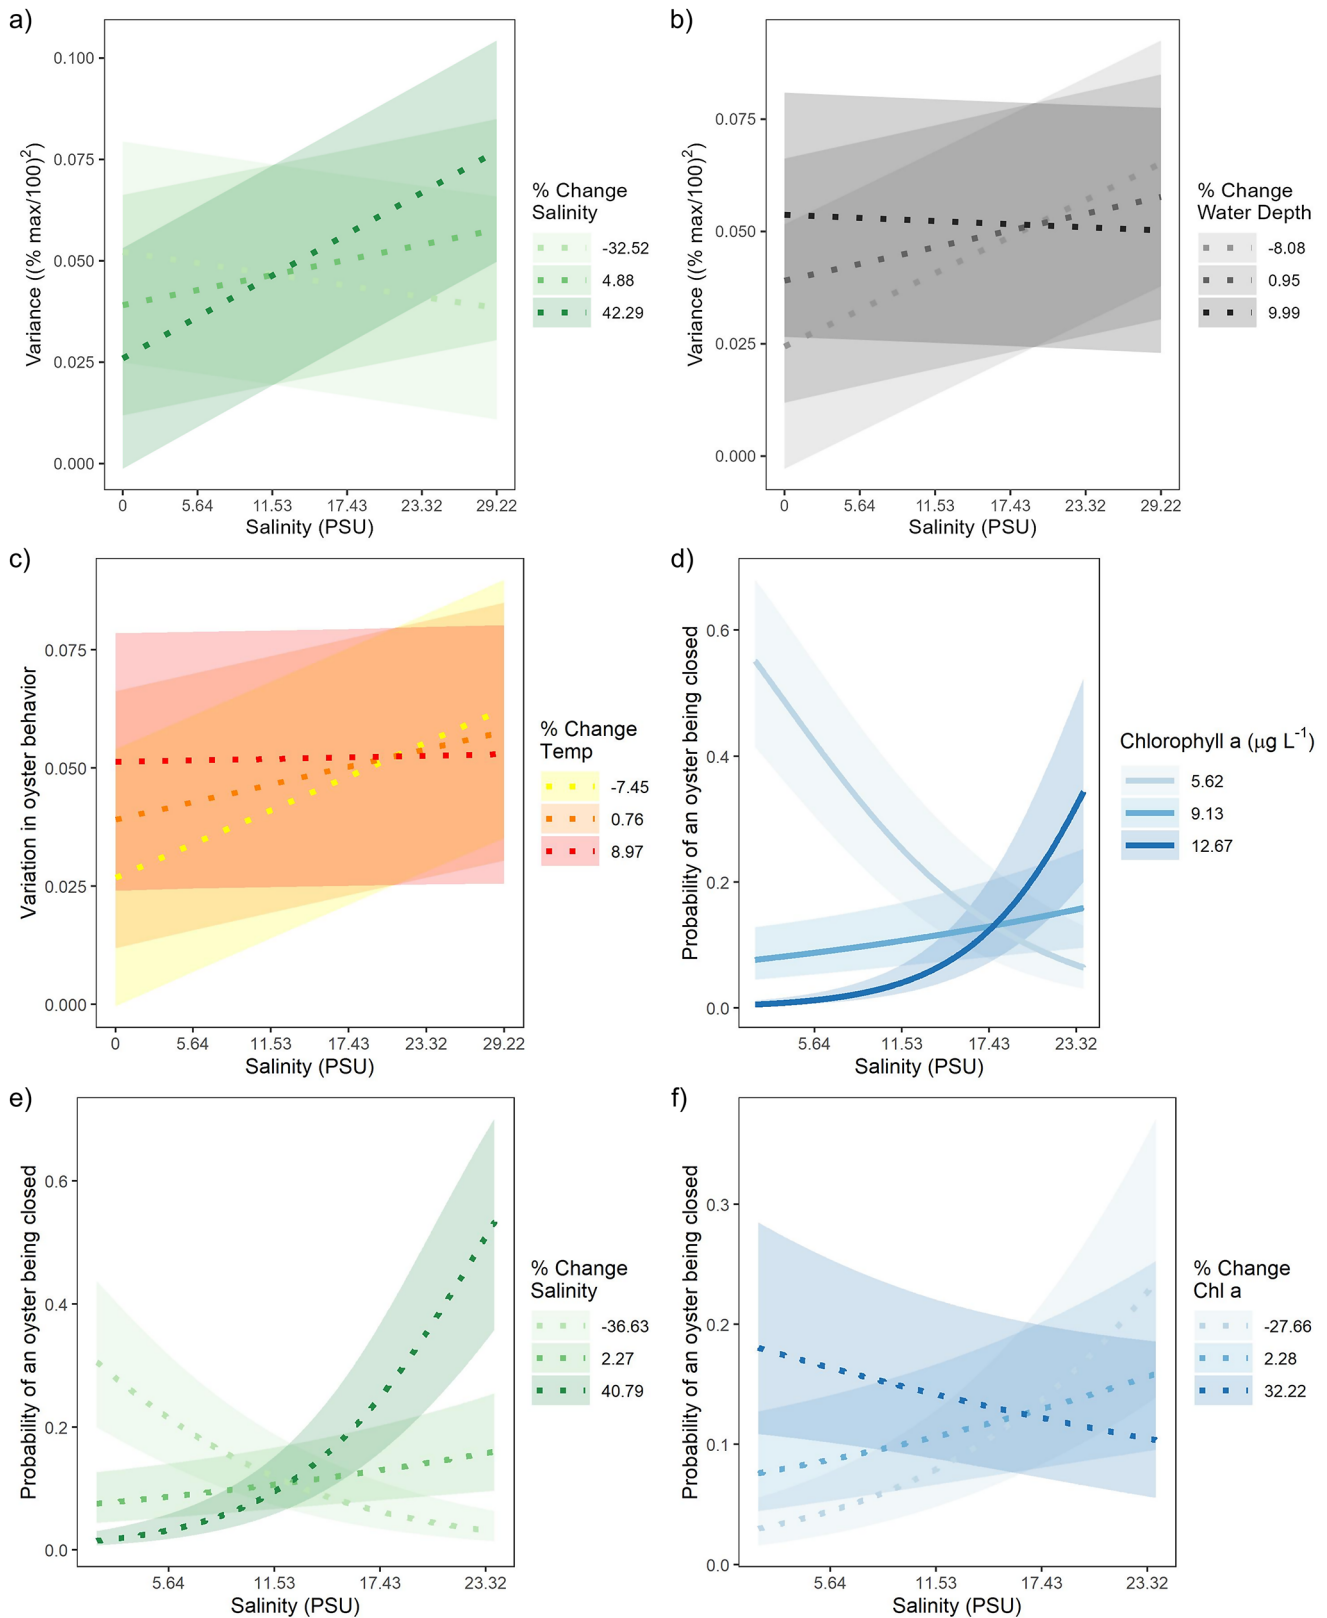 a)
Variance ((% max/100)²)
0.100
0.075
0.050
0.025
0.000
0 5.64 11.53 17.43 23.32 29.22
Salinity (PSU)
% Change
Salinity
-32.52
4.88
42.29
b)
Variance ((% max/100)²)
0.075
0.050
0.025
0.000
0 5.64 11.53 17.43 23.32 29.22
Salinity (PSU)
% Change
Water Depth
-8.08
0.95
9.99
c)
Variation in oyster behavior
0.075
0.050
0.025
0.000
0 5.64 11.53 17.43 23.32 29.22
Salinity (PSU)
% Change
Temp
-7.45
0.76
8.97
d)
Probability of an oyster being closed
0.6
0.4
0.2
0.0
5.64 11.53 17.43 23.32
Salinity (PSU)
Chlorophyll a (μg L⁻¹)
5.62
9.13
12.67
e)
Probability of an oyster being closed
0.6
0.4
0.2
0.0
5.64 11.53 17.43 23.32
Salinity (PSU)
% Change
Salinity
-36.63
2.27
40.79
f)
Probability of an oyster being closed
0.3
0.2
0.1
0.0
5.64 11.53 17.43 23.32
Salinity (PSU)
% Change
Chl a
-27.66
2.28
32.22